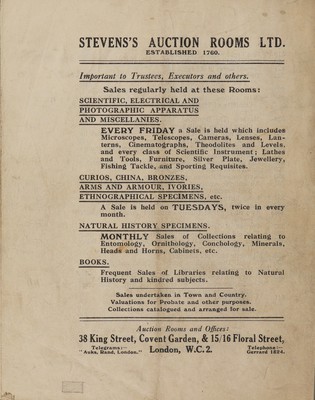 STEVENS'S AUCTION ROOMS LTD.
ESTABLISHED 1760.
Important to Trustees, Executors and others.
Sales regularly held at these Rooms:
SCIENTIFIC, ELECTRICAL AND
PHOTOGRAPHIC APPARATUS
AND MISCELLANIES.
EVERY FRIDAY a Sale is held which includes
Microscopes, Telescopes, Cameras, Lenses, Lan-
terns, Cinematographs, Theodolites and Levels,
and every class of Scientific Instrument; Lathes
and Tools, Furniture, Silver Plate, Jewellery,
Fishing Tackle, and Sporting Requisites.
CURIOS, CHINA, BRONZES,
ARMS AND ARMOUR, IVORIES,
ETHNOGRAPHICAL SPECIMENS, etc.
A Sale is held on TUESDAYS, twice in every
month.
NATURAL HISTORY SPECIMENS.
MONTHLY Sales of Collections relating to
Entomology, Ornithology, Conchology, Minerals,
Heads and Horns, Cabinets, etc.
BOOKS.
Frequent Sales of Libraries relating to Natural
History and kindred subjects.
Sales undertaken in Town and Country.
Valuations for Probate and other purposes.
Collections catalogued and arranged for sale.
Auction Rooms and Offices:
38 King Street, Covent Garden, & 15/16 Floral Street,
Telegrams:— London, W.C.2. Telephone:—
"Auks, Rand, London." Gerrard 1824.